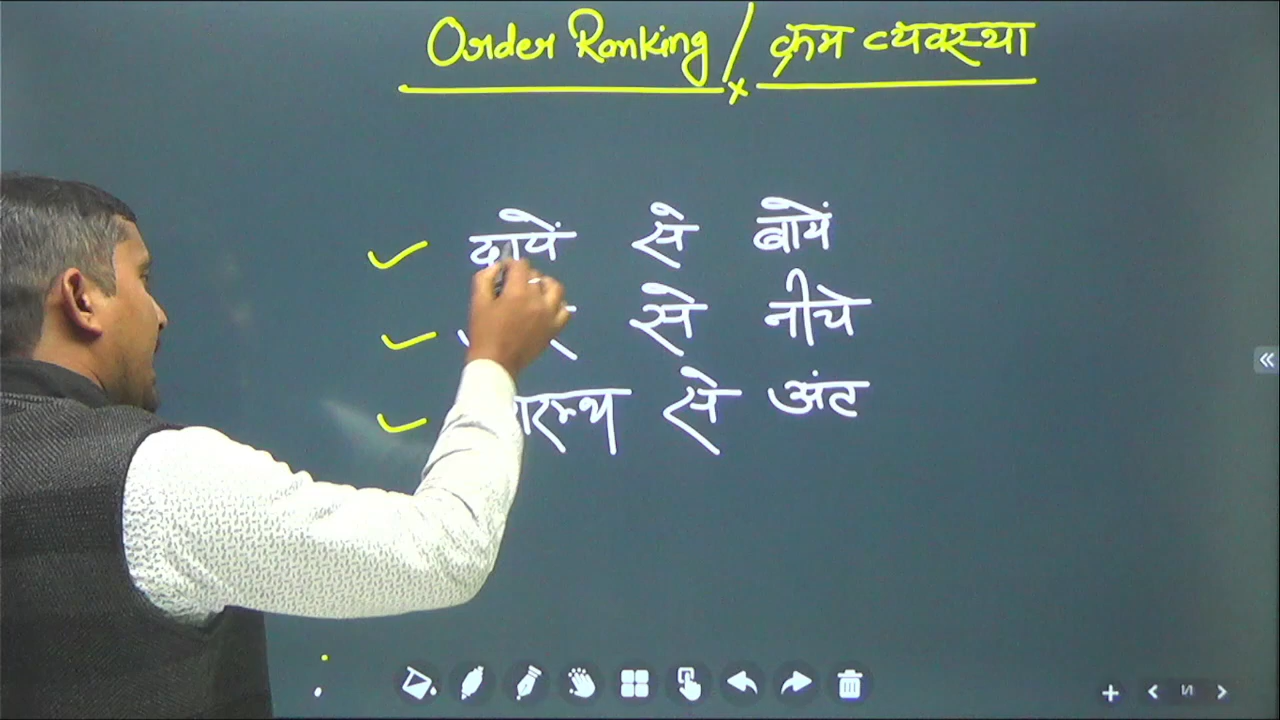 Order Ranking / क्रम व्यवस्था
दायें से बायें
से नीचे
से अंट